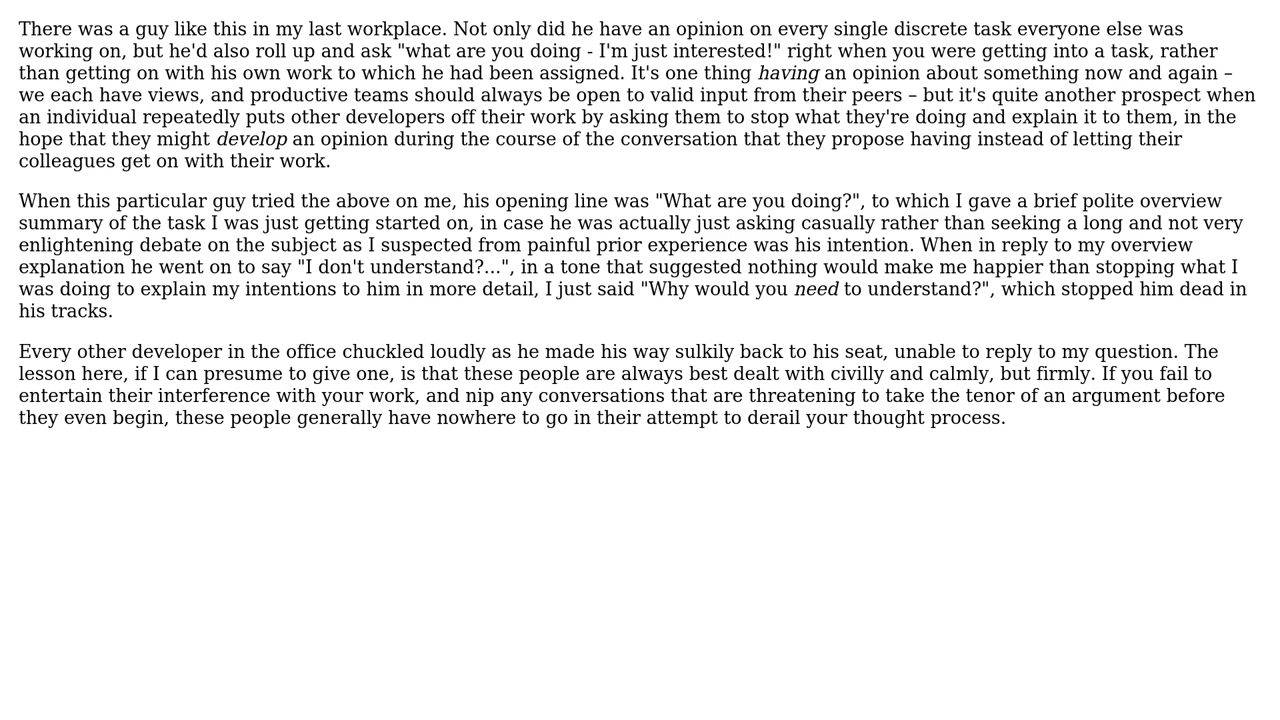 There was a guy like this in my last workplace. Not only did he have an opinion on every single discrete task everyone else was
working on, but he'd also roll up and ask "what are you doing - I'm just interested!" right when you were getting into a task, rather
than getting on with his own work to which he had been assigned. It's one thing having an opinion about something now and again –
we each have views, and productive teams should always be open to valid input from their peers – but it's quite another prospect when
an individual repeatedly puts other developers off their work by asking them to stop what they're doing and explain it to them, in the
hope that they might develop an opinion during the course of the conversation that they propose having instead of letting their
colleagues get on with their work.
When this particular guy tried the above on me, his opening line was "What are you doing?", to which I gave a brief polite overview
summary of the task I was just getting started on, in case he was actually just asking casually rather than seeking a long and not very
enlightening debate on the subject as I suspected from painful prior experience was his intention. When in reply to my overview
explanation he went on to say "I don't understand?...", in a tone that suggested nothing would make me happier than stopping what I
was doing to explain my intentions to him in more detail, I just said "Why would you need to understand?", which stopped him dead in
his tracks.
Every other developer in the office chuckled loudly as he made his way sulkily back to his seat, unable to reply to my question. The
lesson here, if I can presume to give one, is that these people are always best dealt with civilly and calmly, but firmly. If you fail to
entertain their interference with your work, and nip any conversations that are threatening to take the tenor of an argument before
they even begin, these people generally have nowhere to go in their attempt to derail your thought process.